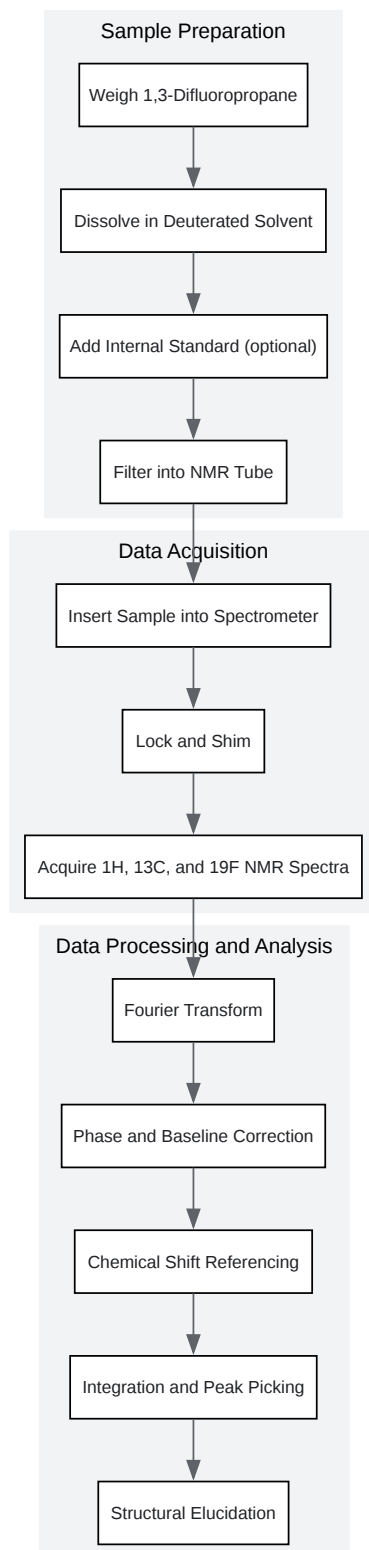 Sample Preparation
Weigh 1,3-Difluoropropane
Dissolve in Deuterated Solvent
Add Internal Standard (optional)
Filter into NMR Tube
Data Acquisition
Insert Sample into Spectrometer
Lock and Shim
Acquire 1H, 13C, and 19F NMR Spectra
Data Processing and Analysis
Fourier Transform
Phase and Baseline Correction
Chemical Shift Referencing
Integration and Peak Picking
Structural Elucidation